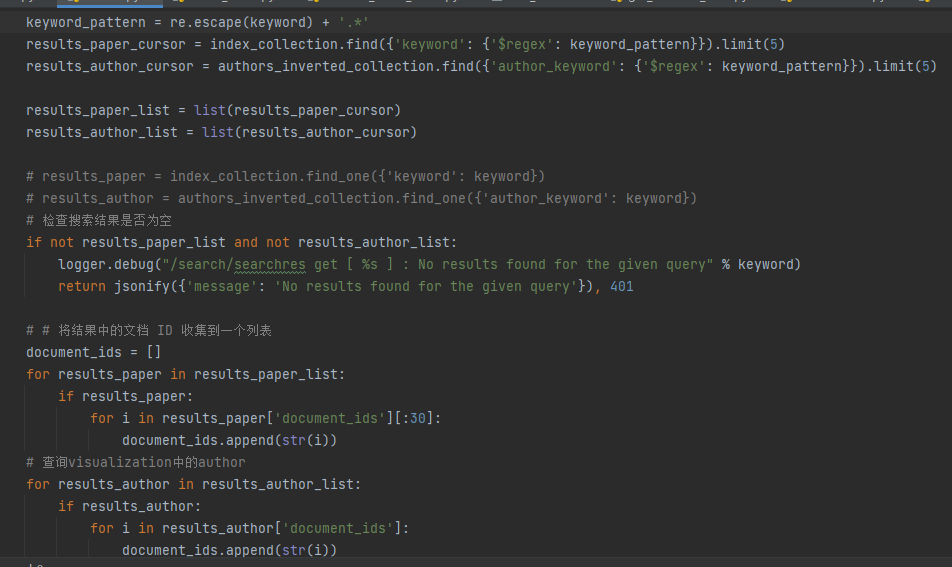 keyword_pattern = re.escape(keyword) + '.*'
results_paper_cursor = index_collection.find({'keyword': {'$regex': keyword_pattern}}).limit(5)
results_author_cursor = authors_inverted_collection.find({'author_keyword': {'$regex': keyword_pattern}}).limit(5)
results_paper_list = list(results_paper_cursor)
results_author_list = list(results_author_cursor)
# results_paper = index_collection.find_one({'keyword': keyword})
# results_author = authors_inverted_collection.find_one({'author_keyword': keyword})
# 检查搜索结果是否为空
if not results_paper_list and not results_author_list:
    logger.debug("/search/searchres get [ %s ] : No results found for the given query" % keyword)
    return jsonify({'message': 'No results found for the given query'}), 401
# # 将结果中的文档 ID 收集到一个列表
document_ids = []
for results_paper in results_paper_list:
    if results_paper:
        for i in results_paper['document_ids'][:30]:
            document_ids.append(str(i))
# 查询visualization中的author
for results_author in results_author_list:
    if results_author:
        for i in results_author['document_ids']:
            document_ids.append(str(i))